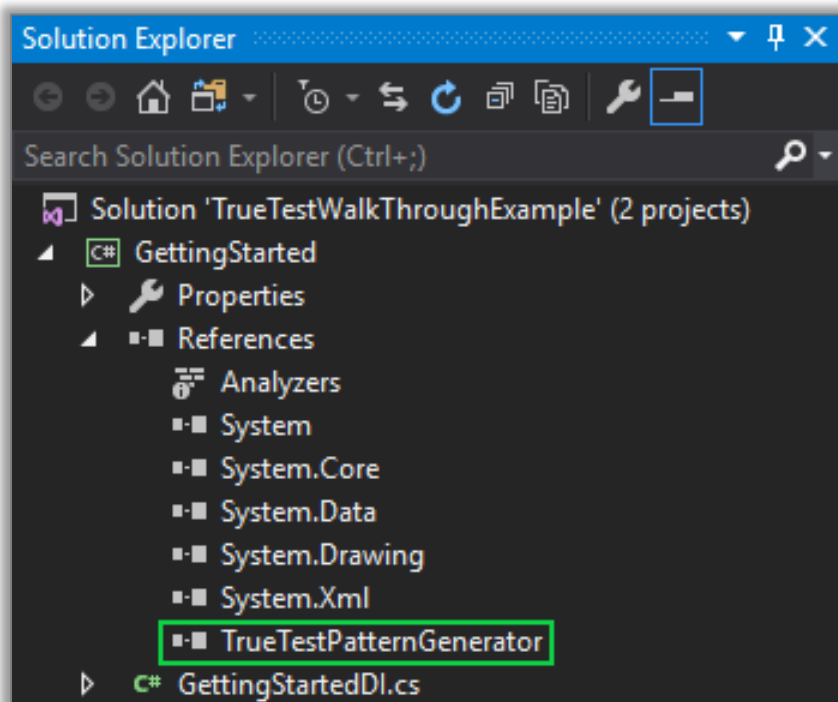 Solution Explorer
Search Solution Explorer (Ctrl+;)
Solution 'TrueTestWalkThroughExample' (2 projects)
C# GettingStarted
Properties
References
Analyzers
System
System.Core
System.Data
System.Drawing
System.Xml
TrueTestPatternGenerator
C# GettingStartedDI.cs